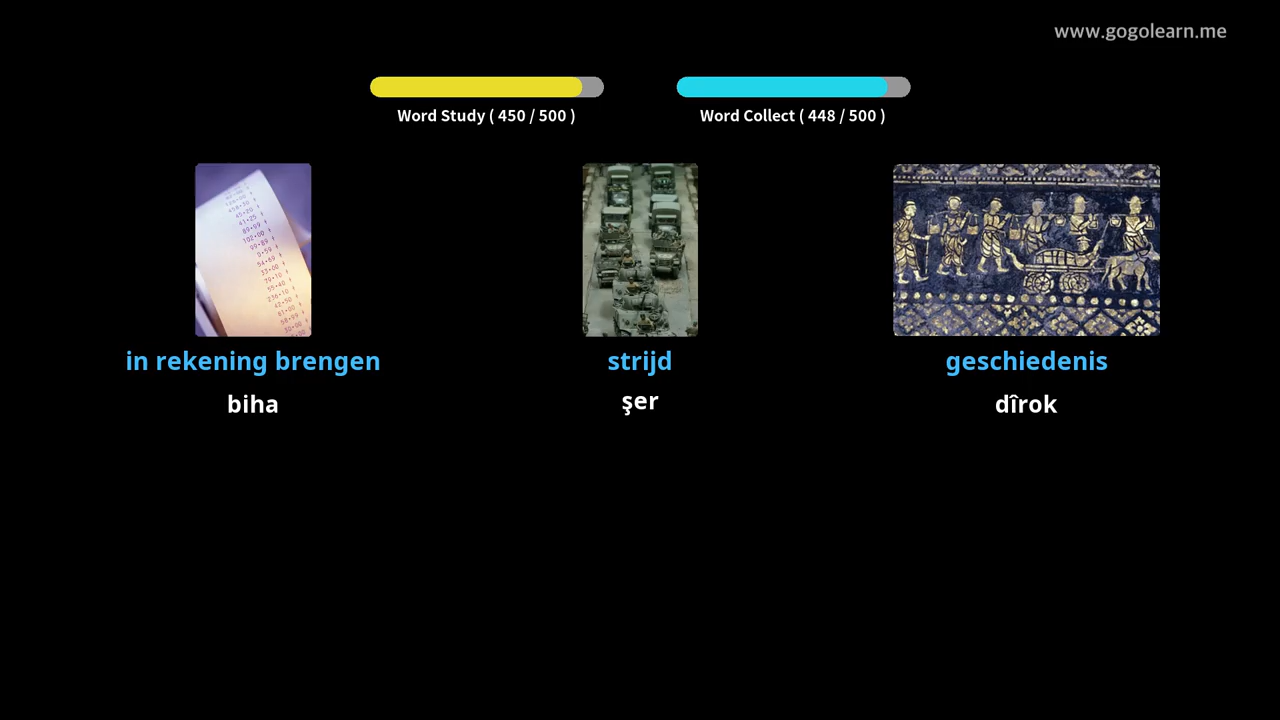 www.gogolearn.me
Word Study ( 450 / 500 )
Word Collect ( 448 / 500 )
in rekening brengen
strijd
geschiedenis
biha
şer
dîrok